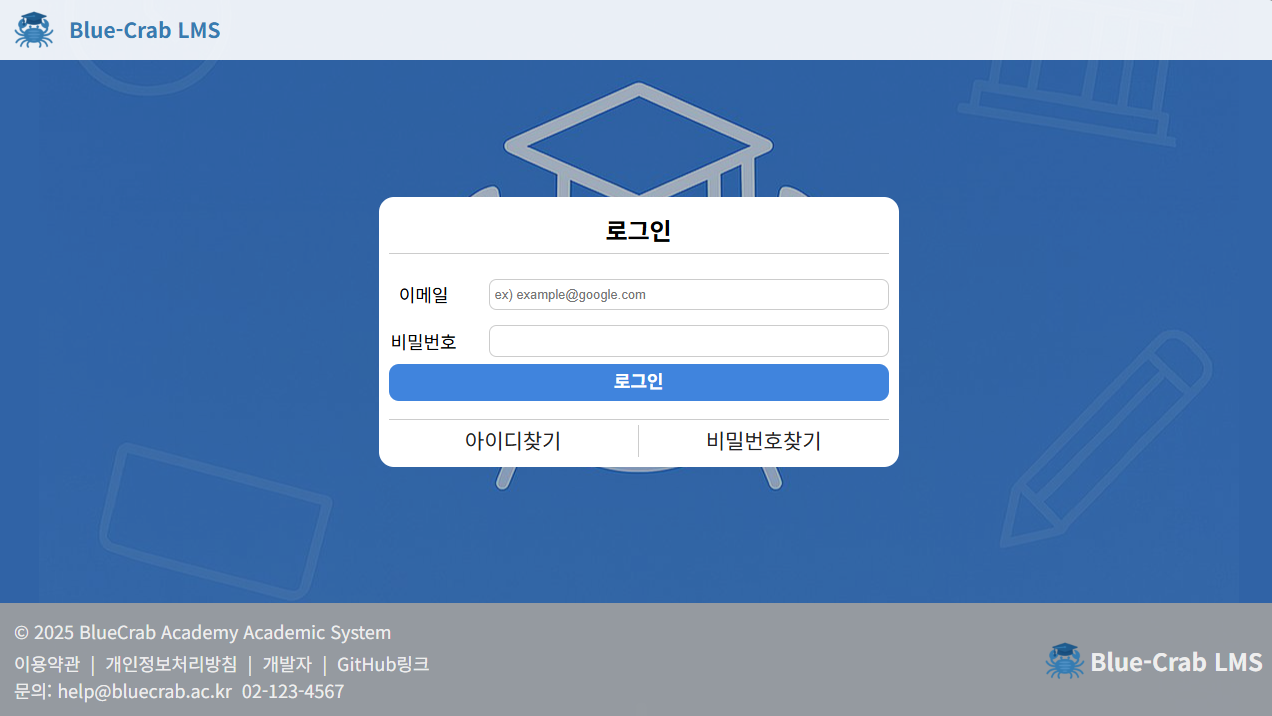 Blue-Crab LMS
로그인
이메일 ex) example@google.com
비밀번호
로그인
아이디찾기 비밀번호찾기
© 2025 BlueCrab Academy Academic System
이용약관 | 개인정보처리방침 | 개발자 | GitHub링크
문의: help@bluecrab.ac.kr 02-123-4567
Blue-Crab LMS